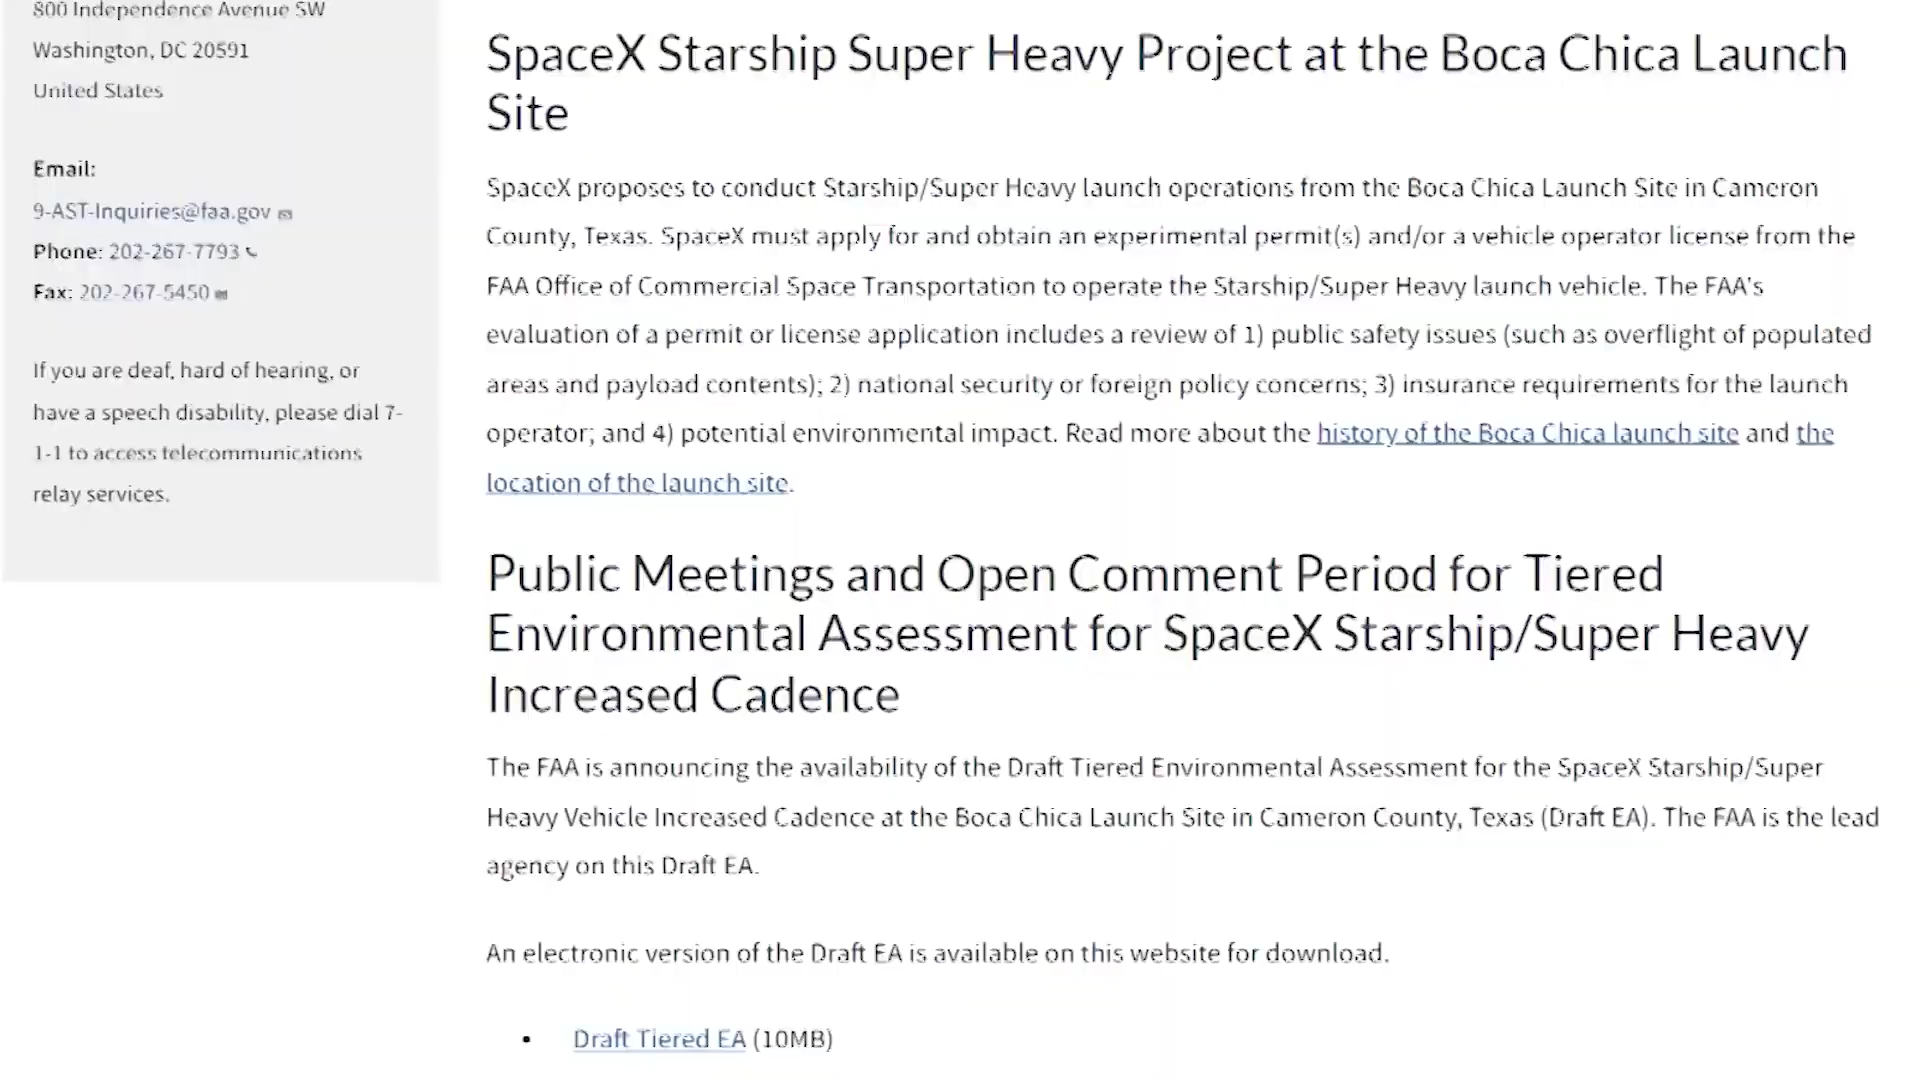 800 Independence Avenue SW
Washington, DC 20591
United States
Email:
9-AST-Inquiries@faa.gov
Phone: 202-267-7793
Fax: 202-267-5450
If you are deaf, hard of hearing, or
have a speech disability, please dial 7-
1-1 to access telecommunications
relay services.
SpaceX Starship Super Heavy Project at the Boca Chica Launch
Site
SpaceX proposes to conduct Starship/Super Heavy launch operations from the Boca Chica Launch Site in Cameron
County, Texas. SpaceX must apply for and obtain an experimental permit(s) and/or a vehicle operator license from the
FAA Office of Commercial Space Transportation to operate the Starship/Super Heavy launch vehicle. The FAA's
evaluation of a permit or license application includes a review of 1) public safety issues (such as overflight of populated
areas and payload contents); 2) national security or foreign policy concerns; 3) insurance requirements for the launch
operator; and 4) potential environmental impact. Read more about the history of the Boca Chica launch site and the
location of the launch site.
Public Meetings and Open Comment Period for Tiered
Environmental Assessment for SpaceX Starship/Super Heavy
Increased Cadence
The FAA is announcing the availability of the Draft Tiered Environmental Assessment for the SpaceX Starship/Super
Heavy Vehicle Increased Cadence at the Boca Chica Launch Site in Cameron County, Texas (Draft EA). The FAA is the lead
agency on this Draft EA.
An electronic version of the Draft EA is available on this website for download.
• Draft Tiered EA (10MB)